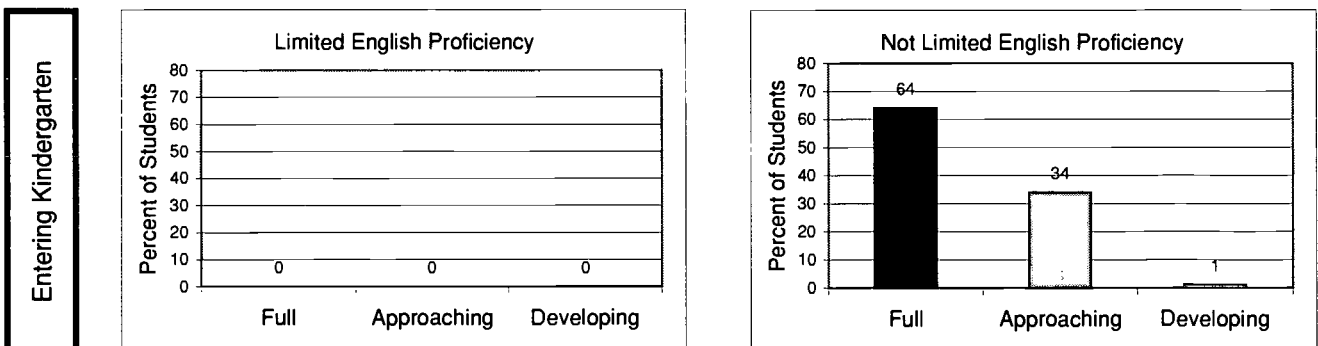 Entering Kindergarten
Limited English Proficiency
Percent of Students
80
70
60
50
40
30
20
10
0
0 0 0
Full Approaching Developing
Not Limited English Proficiency
Percent of Students
80
70
60
50
40
30
20
10
0
64
34
1
Full Approaching Developing